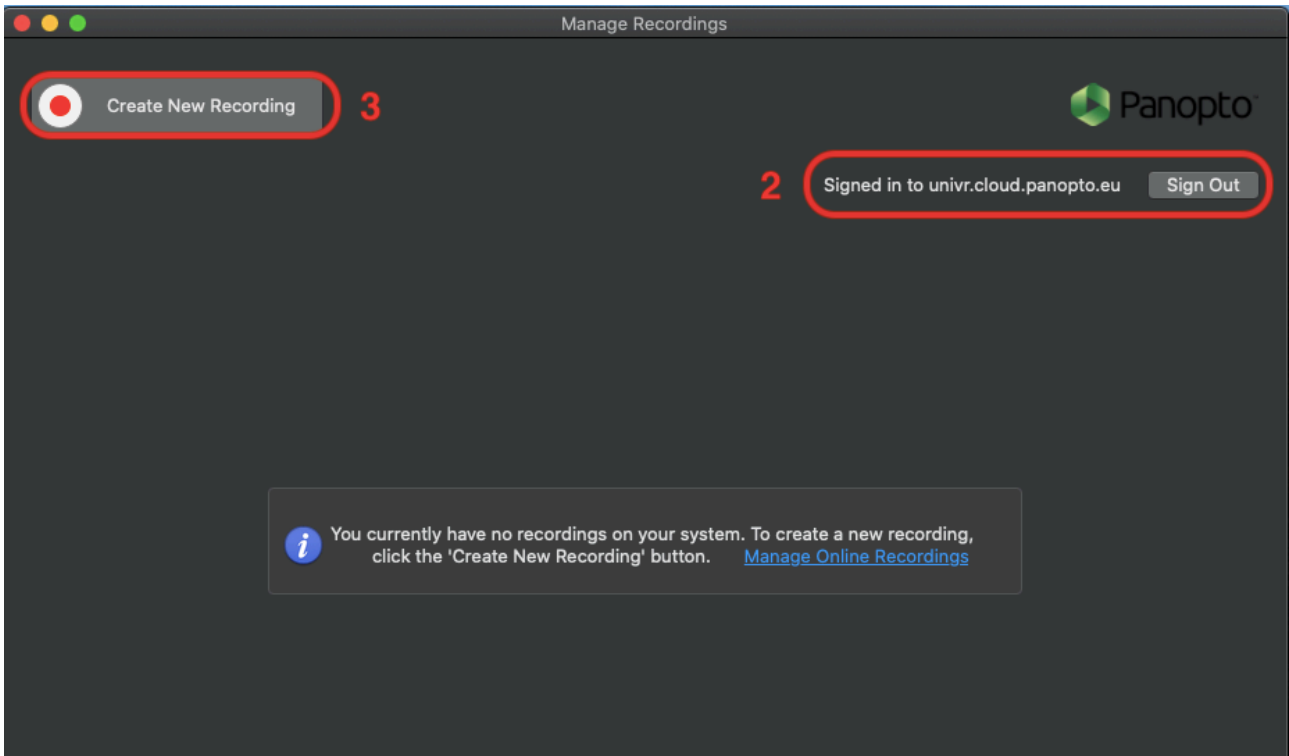 Manage Recordings
Create New Recording
3
Panopto
2
Signed in to univr.cloud.panopto.eu
Sign Out
i
You currently have no recordings on your system. To create a new recording,
click the 'Create New Recording' button. Manage Online Recordings